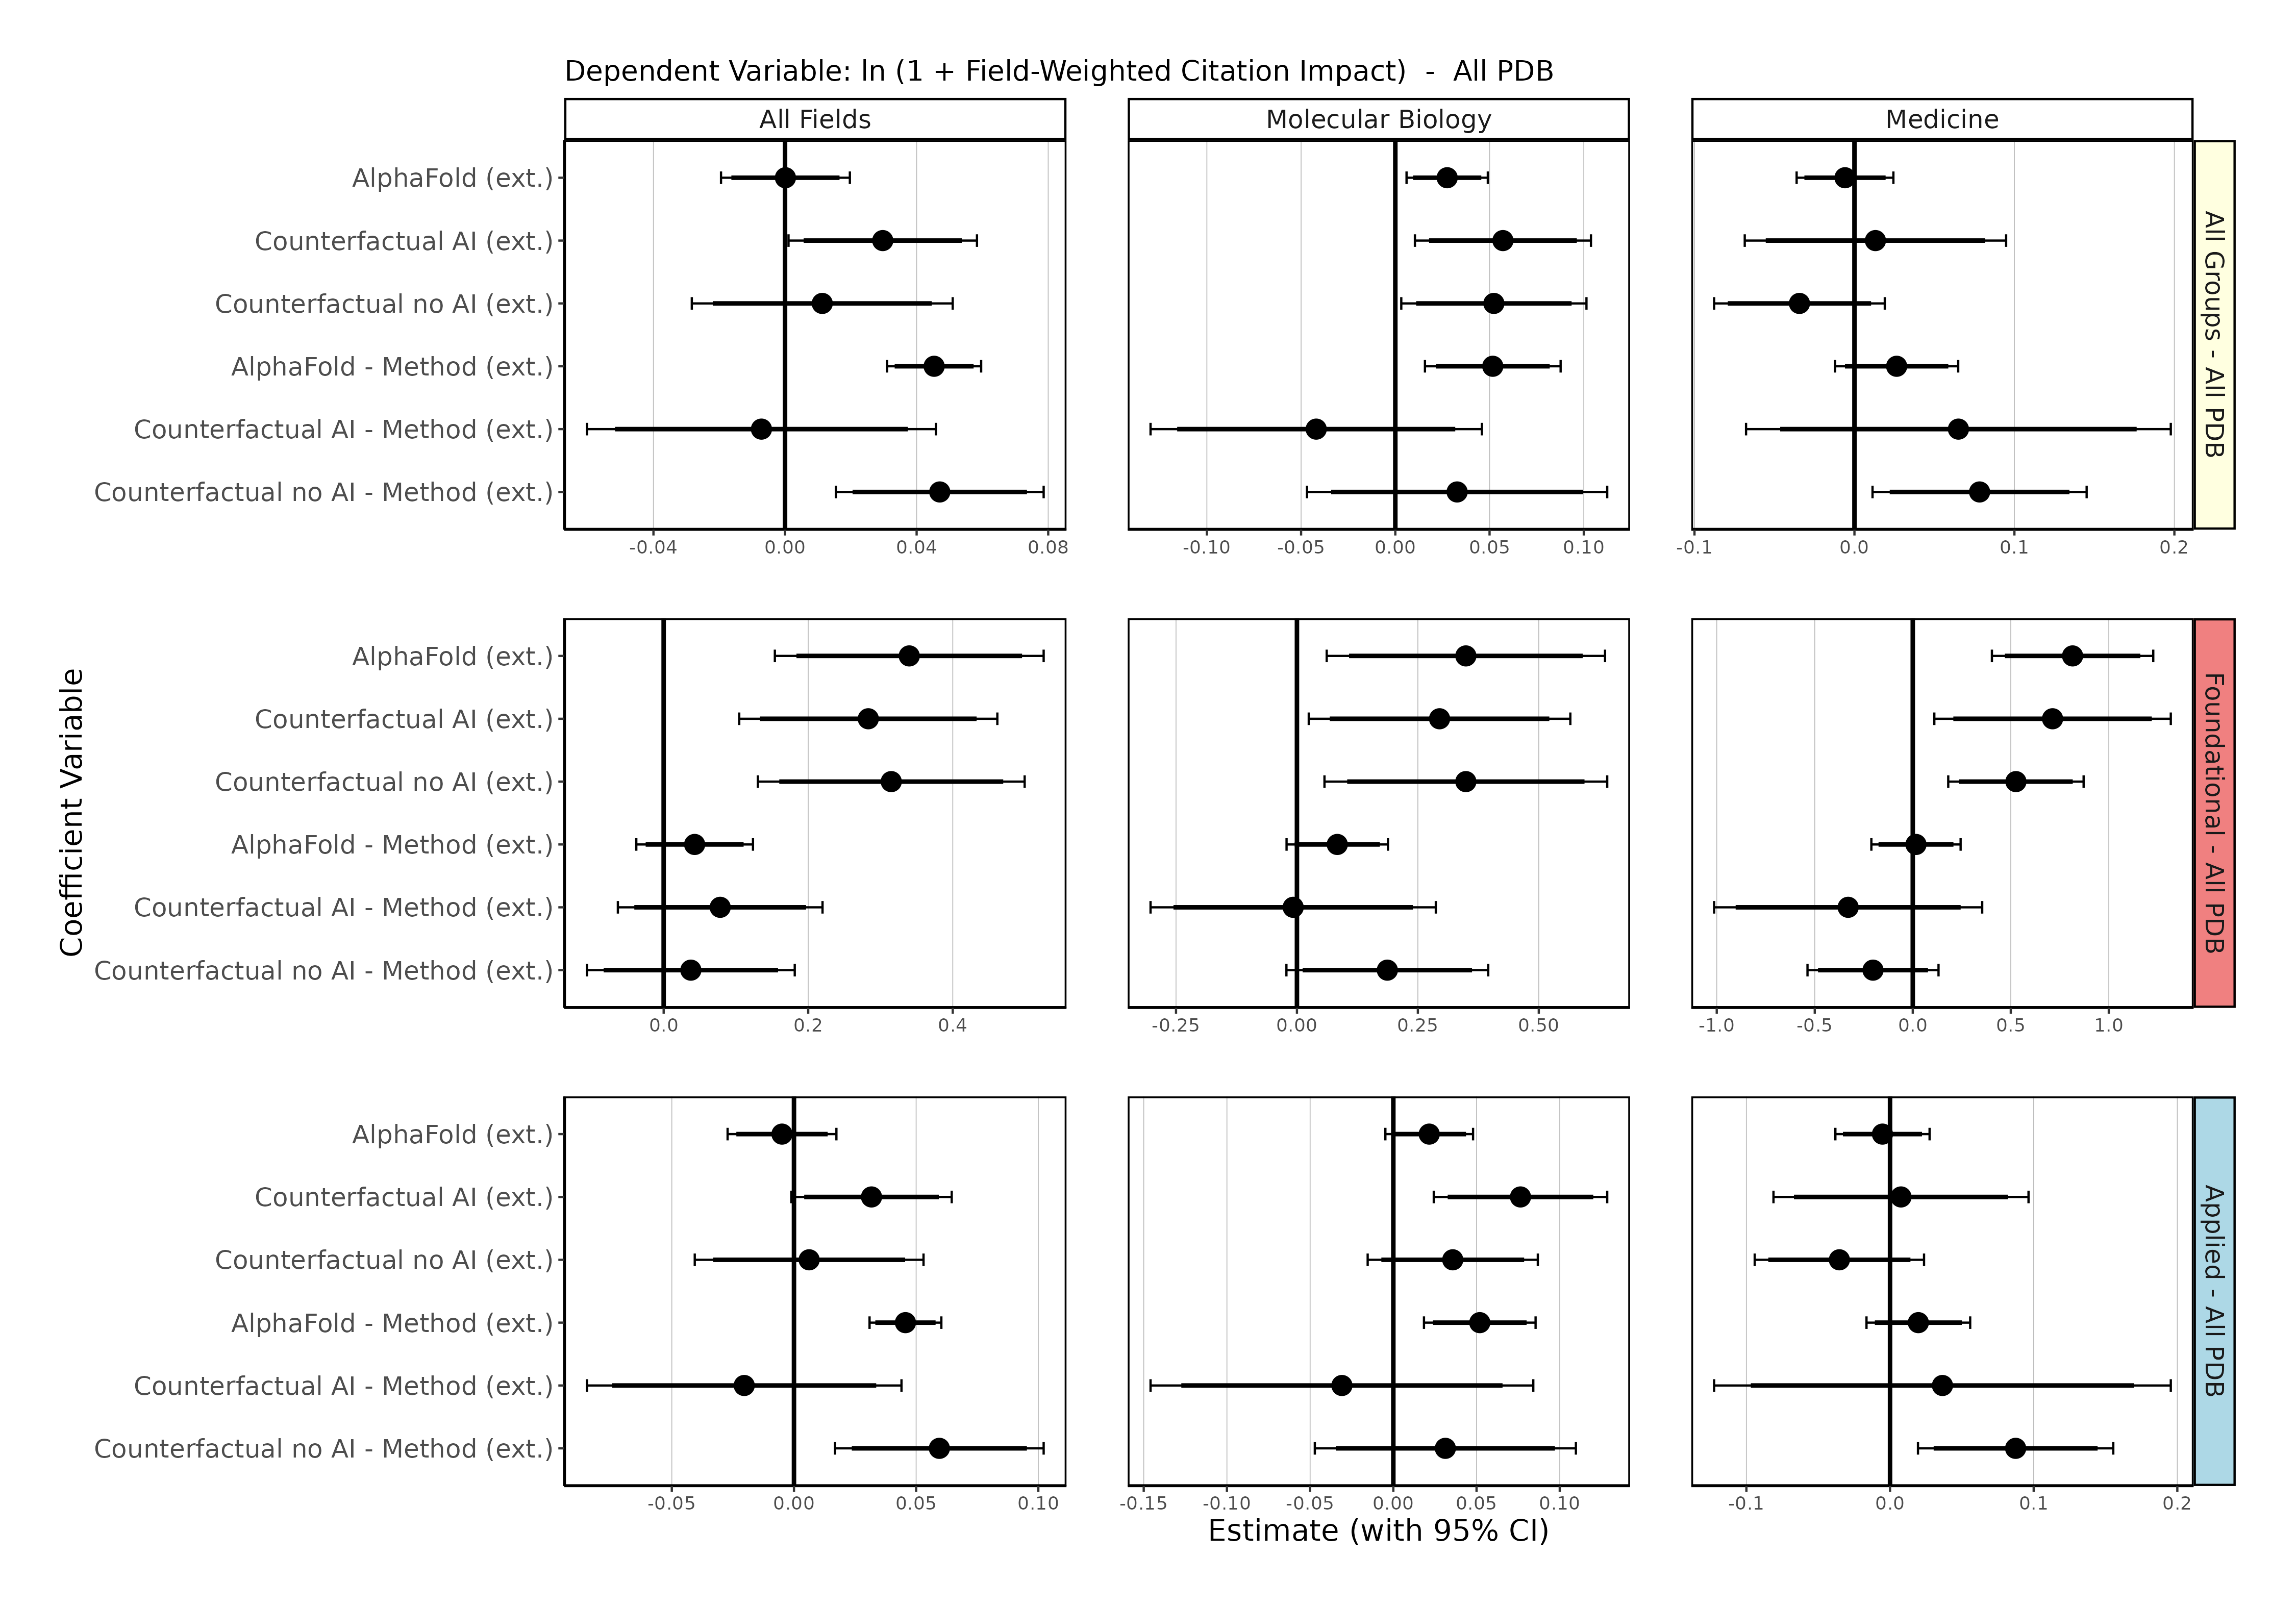 Dependent Variable: ln (1 + Field-Weighted Citation Impact)  -  All PDB
All Fields
Molecular Biology
Medicine
AlphaFold (ext.)
Counterfactual AI (ext.)
Counterfactual no AI (ext.)
AlphaFold - Method (ext.)
Counterfactual AI - Method (ext.)
Counterfactual no AI - Method (ext.)
All Groups - All PDB
-0.04 0.00 0.04 0.08
-0.10 -0.05 0.00 0.05 0.10
-0.1 0.0 0.1 0.2
Coefficient Variable
AlphaFold (ext.)
Counterfactual AI (ext.)
Counterfactual no AI (ext.)
AlphaFold - Method (ext.)
Counterfactual AI - Method (ext.)
Counterfactual no AI - Method (ext.)
Foundational - All PDB
0.0 0.2 0.4
-0.25 0.00 0.25 0.50
-1.0 -0.5 0.0 0.5 1.0
AlphaFold (ext.)
Counterfactual AI (ext.)
Counterfactual no AI (ext.)
AlphaFold - Method (ext.)
Counterfactual AI - Method (ext.)
Counterfactual no AI - Method (ext.)
Applied - All PDB
-0.05 0.00 0.05 0.10
-0.15 -0.10 -0.05 0.00 0.05 0.10
-0.1 0.0 0.1 0.2
Estimate (with 95% CI)